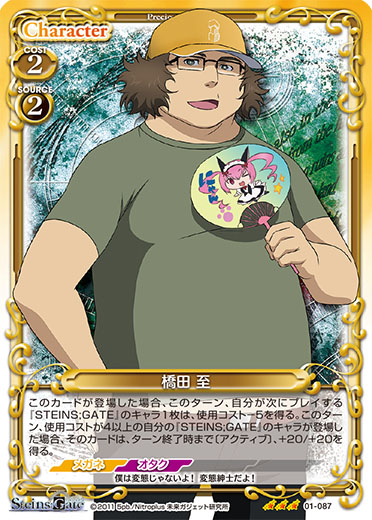 Precious
Character
COST
2
SOURCE
2
にゃん
橋田 至
このカードが登場した場合、このターン、自分が次にプレイする
『STEINS;GATE』のキャラ1枚は、使用コスト－5を得る。このター
ン、使用コストが4以上の自分の『STEINS;GATE』のキャラが登場し
た場合、そのカードは、ターン終了時まで〔アクティブ〕、+20/+20を
得る。
メガネ オタク
僕は変態じゃないよ! 変態紳士だよ!
Steins;Gate ©2011 5pb./Nitroplus 未来ガジェット研究所 01-087